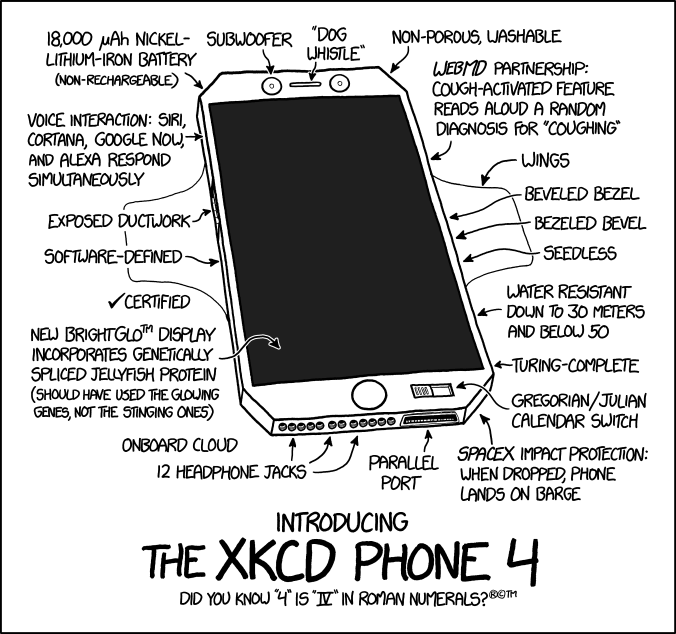 18,000 µAh NICKEL-
LITHIUM-IRON BATTERY
(NON-RECHARGEABLE)
SUBWOOFER
"DOG
WHISTLE"
NON-POROUS, WASHABLE
WEBMD PARTNERSHIP:
COUGH-ACTIVATED FEATURE
READS ALOUD A RANDOM
DIAGNOSIS FOR "COUGHING"
VOICE INTERACTION: SIRI,
CORTANA, GOOGLE NOW,
AND ALEXA RESPOND
SIMULTANEOUSLY
WINGS
BEVELED BEZEL
EXPOSED DUCTWORK
BEZELED BEVEL
SOFTWARE-DEFINED
SEEDLESS
✓CERTIFIED
WATER RESISTANT
DOWN TO 30 METERS
AND BELOW 50
NEW BRIGHTGLO™ DISPLAY
INCORPORATES GENETICALLY
SPLICED JELLYFISH PROTEIN
(SHOULD HAVE USED THE GLOWING
GENES, NOT THE STINGING ONES)
TURING-COMPLETE
GREGORIAN/JULIAN
CALENDAR SWITCH
ONBOARD CLOUD
12 HEADPHONE JACKS
PARALLEL
PORT
SPACEX IMPACT PROTECTION:
WHEN DROPPED, PHONE
LANDS ON BARGE
INTRODUCING
THE XKCD PHONE 4
DID YOU KNOW "4" IS "IV" IN ROMAN NUMERALS?®©™